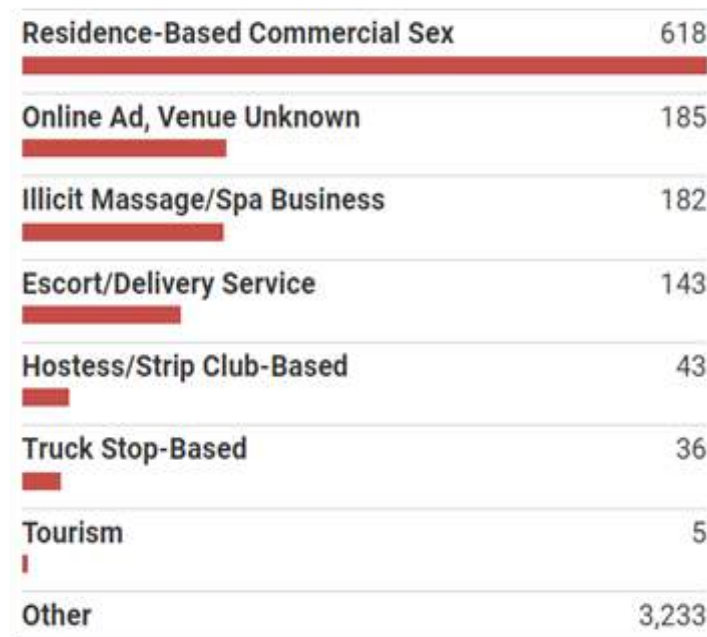 Residence-Based Commercial Sex 618
Online Ad, Venue Unknown 185
Illicit Massage/Spa Business 182
Escort/Delivery Service 143
Hostess/Strip Club-Based 43
Truck Stop-Based 36
Tourism 5
Other 3,233